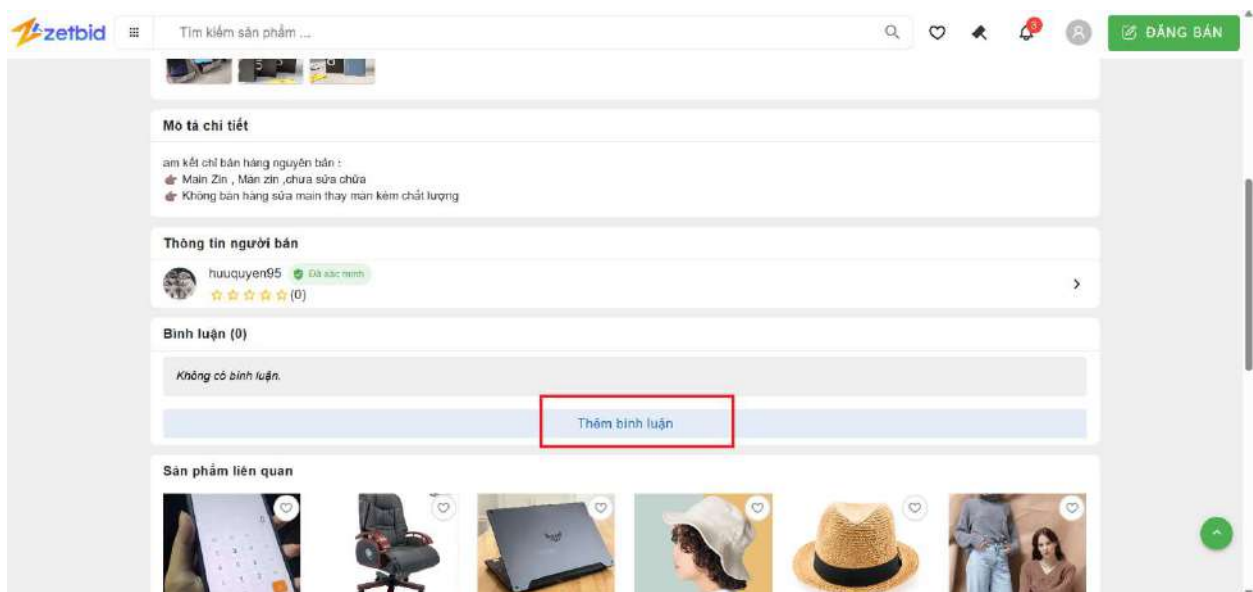 zetbid
Tìm kiếm sản phẩm ...
3
ĐĂNG BÁN
Mô tả chi tiết
am kết chỉ bán hàng nguyên bản :
Main Zin , Màn zin ,chưa sửa chữa
Không bán hàng sửa main thay màn kém chất lượng
Thông tin người bán
huuquyen95 Đã xác minh
(0)
Bình luận (0)
Không có bình luận.
Thêm bình luận
Sản phẩm liên quan